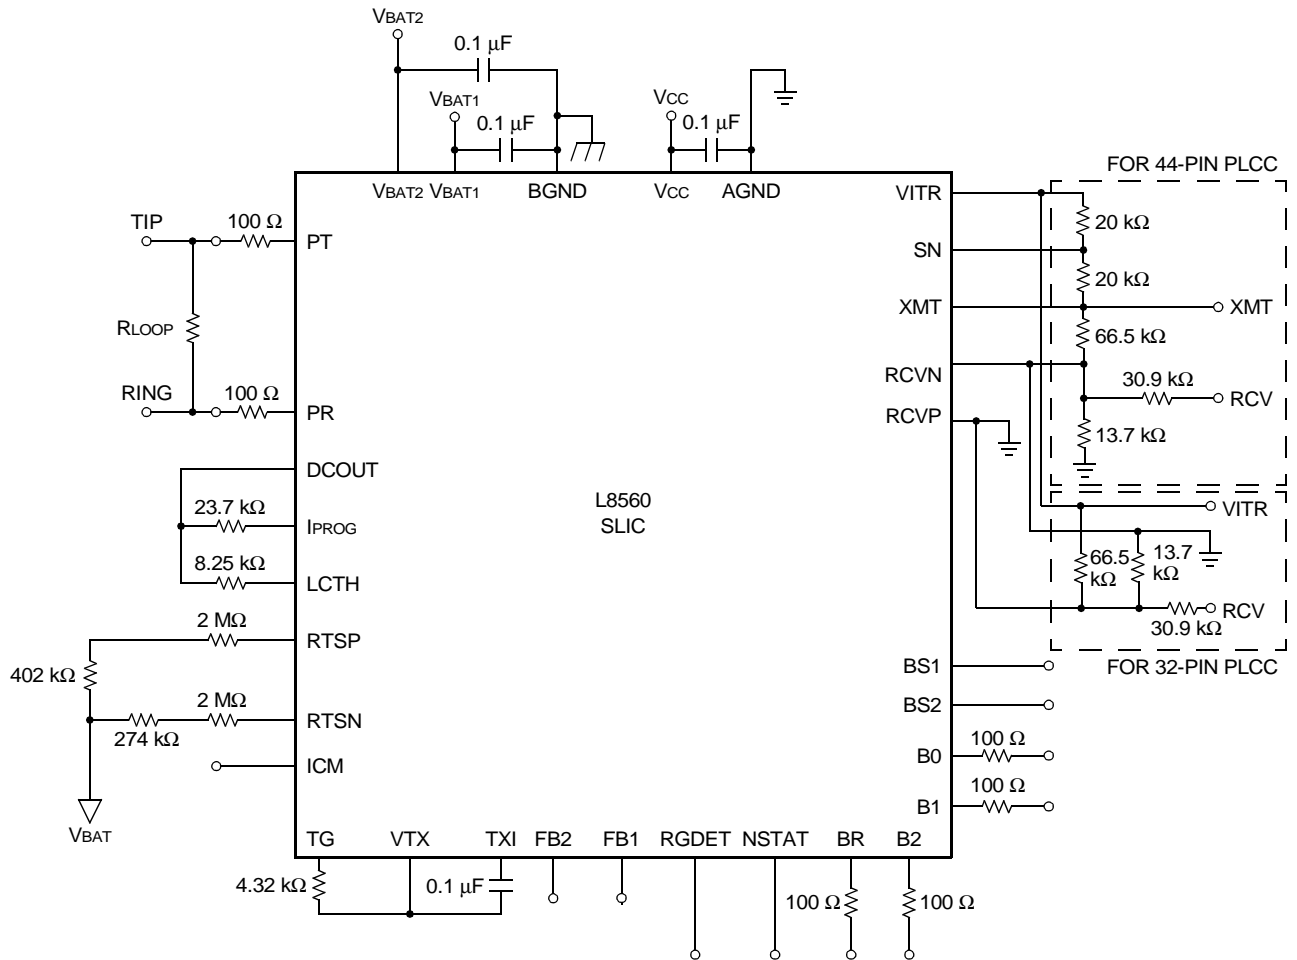 VBAT2
0.1 µF
VBAT1
0.1 µF
VCC
0.1 µF
FOR 44-PIN PLCC
VBAT2
VBAT1
BGND
VCC
AGND
VITR
20 kΩ
SN
20 kΩ
XMT
XMT
66.5 kΩ
RCVN
30.9 kΩ
RCV
RCVP
13.7 kΩ
TIP
100 Ω
PT
RLOOP
RING
100 Ω
PR
DCOUT
23.7 kΩ
IPROG
8.25 kΩ
LCTH
2 MΩ
RTSP
402 kΩ
2 MΩ
RTSN
274 kΩ
ICM
VBAT
L8560
SLIC
VITR
66.5
kΩ
13.7
kΩ
RCV
30.9 kΩ
FOR 32-PIN PLCC
BS1
BS2
B0
100 Ω
B1
100 Ω
TG
VTX
TXI
FB2
FB1
RGDET
NSTAT
BR
B2
4.32 kΩ
0.1 µF
100 Ω
100 Ω